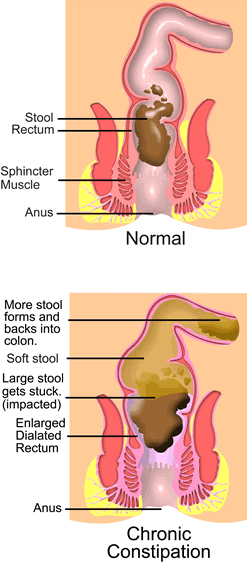 Stool
Rectum
Sphincter
Muscle
Anus
Normal
More stool
forms and
backs into
colon.
Soft stool
Large stool
gets stuck.
(impacted)
Enlarged
Dialated
Rectum
Anus
Chronic
Constipation